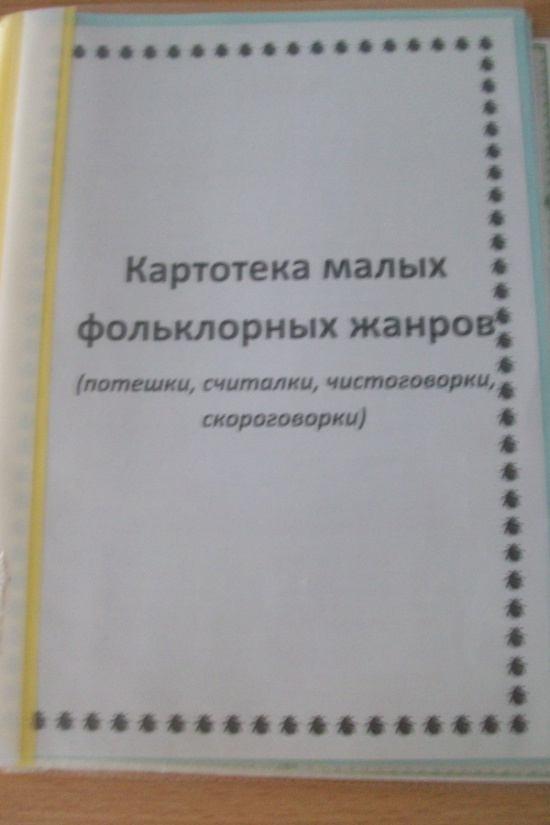 Картотека малых
фольклорных жанров
(потешки, считалки, чистоговорки,
скороговорки)